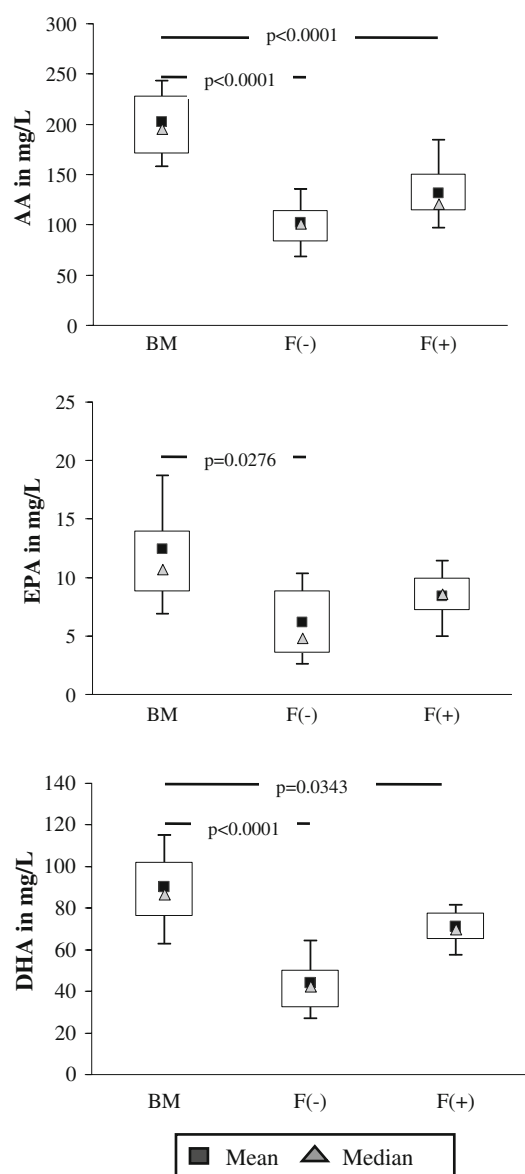 300
p<0.0001
250
p<0.0001
200
150
100
50
0
AA in mg/L
BM F(-) F(+)
25
20
p=0.0276
15
10
5
0
EPA in mg/L
BM F(-) F(+)
140
p=0.0343
120
p<0.0001
100
80
60
40
20
0
DHA in mg/L
BM F(-) F(+)
Mean Median